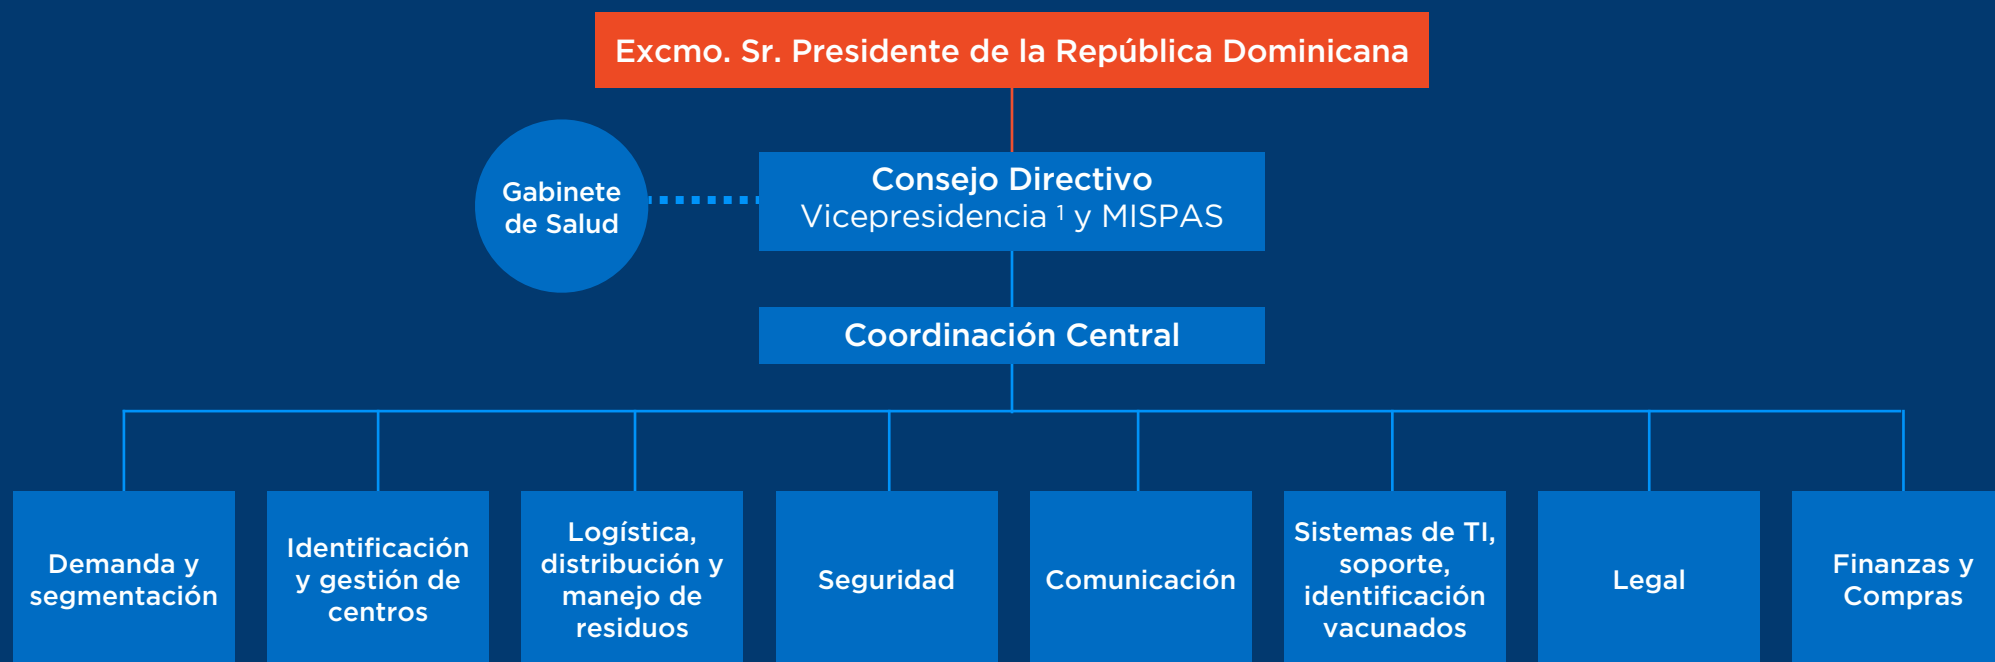 Excmo. Sr. Presidente de la República Dominicana
Gabinete
de Salud
Consejo Directivo
Vicepresidencia ¹ y MISPAS
Coordinación Central
Demanda y
segmentación
Identificación
y gestión de
centros
Logística,
distribución y
manejo de
residuos
Seguridad
Comunicación
Sistemas de TI,
soporte,
identificación
vacunados
Legal
Finanzas y
Compras